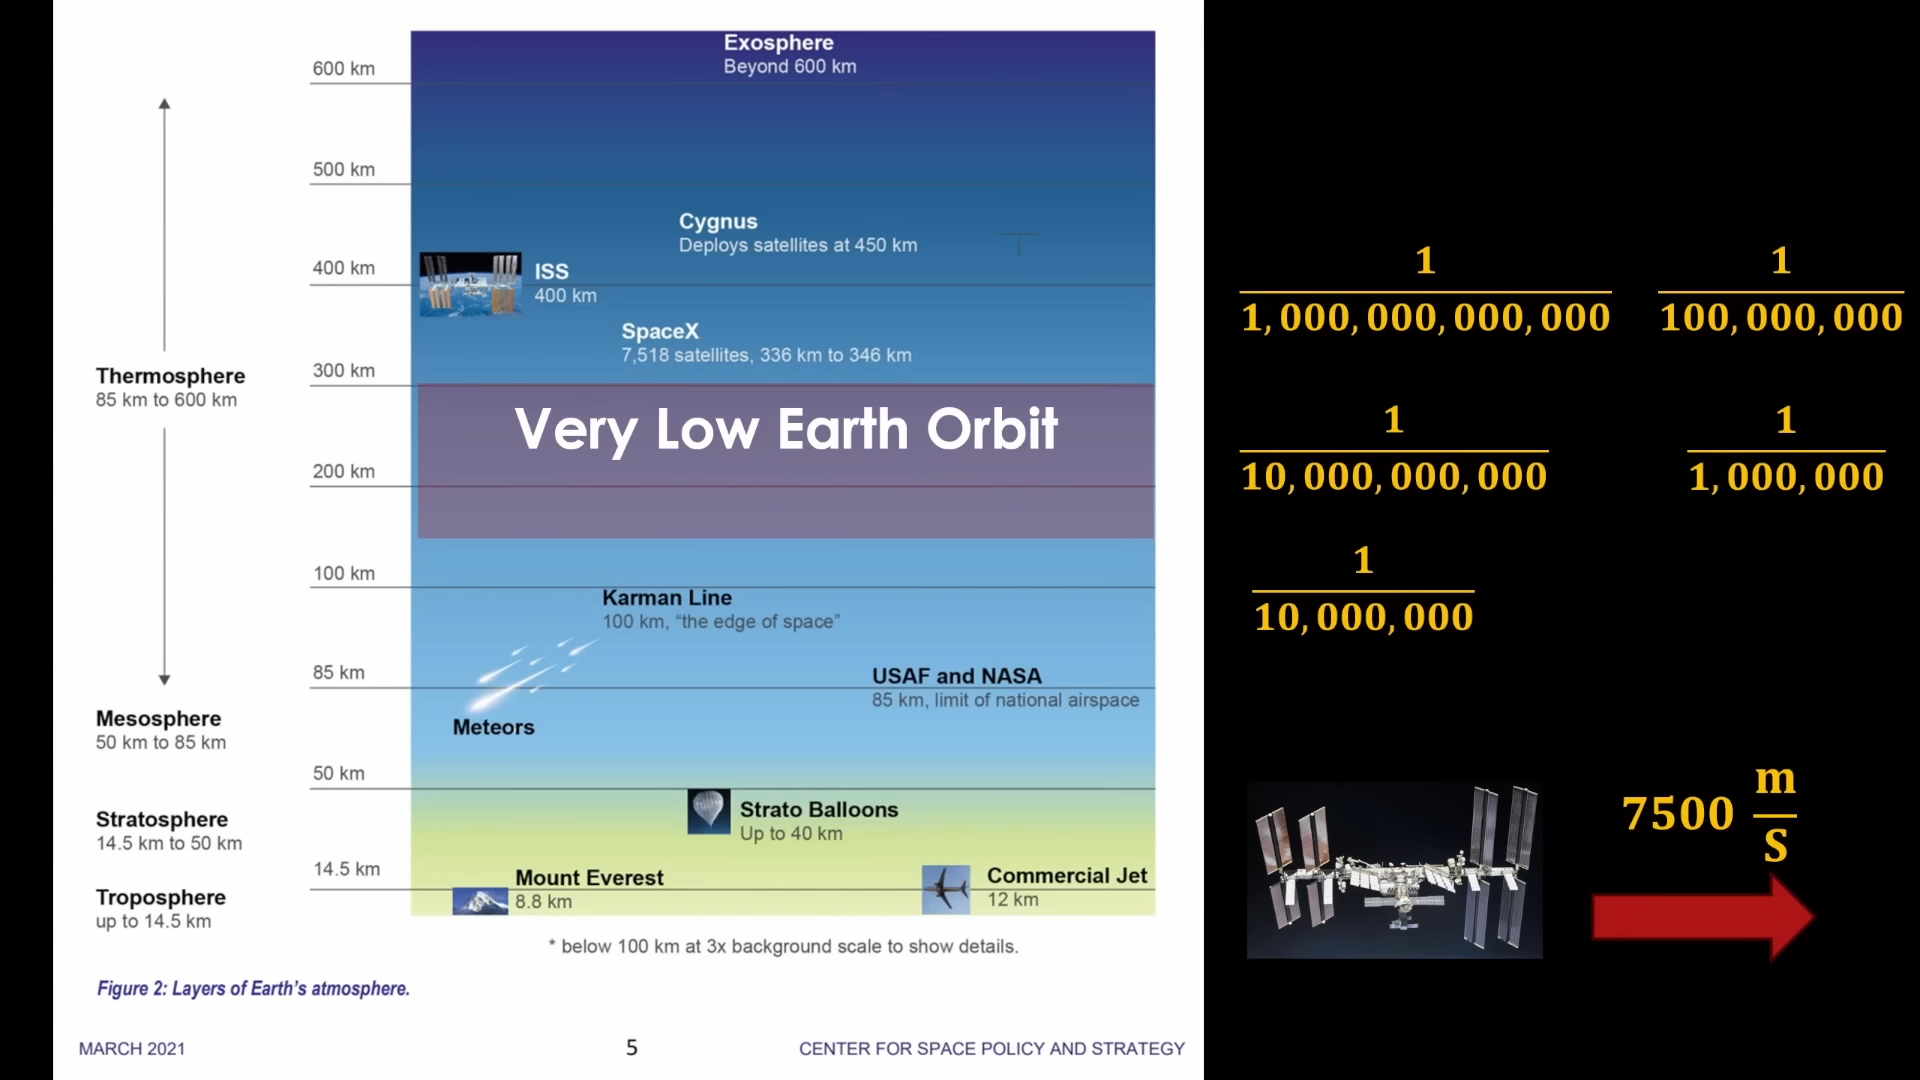 Exosphere
Beyond 600 km
600 km
500 km
Cygnus
Deploys satellites at 450 km
400 km
ISS
400 km
SpaceX
7,518 satellites, 336 km to 346 km
Thermosphere
85 km to 600 km
300 km
Very Low Earth Orbit
200 km
100 km
Karman Line
100 km, “the edge of space”
85 km
USAF and NASA
85 km, limit of national airspace
Meteors
Mesosphere
50 km to 85 km
50 km
Strato Balloons
Up to 40 km
Stratosphere
14.5 km to 50 km
14.5 km
Mount Everest
8.8 km
Commercial Jet
12 km
Troposphere
up to 14.5 km
* below 100 km at 3x background scale to show details.
Figure 2: Layers of Earth’s atmosphere.
MARCH 2021
5
CENTER FOR SPACE POLICY AND STRATEGY
1
1,000,000,000,000
1
100,000,000
1
10,000,000,000
1
1,000,000
1
10,000,000
7500 m
S